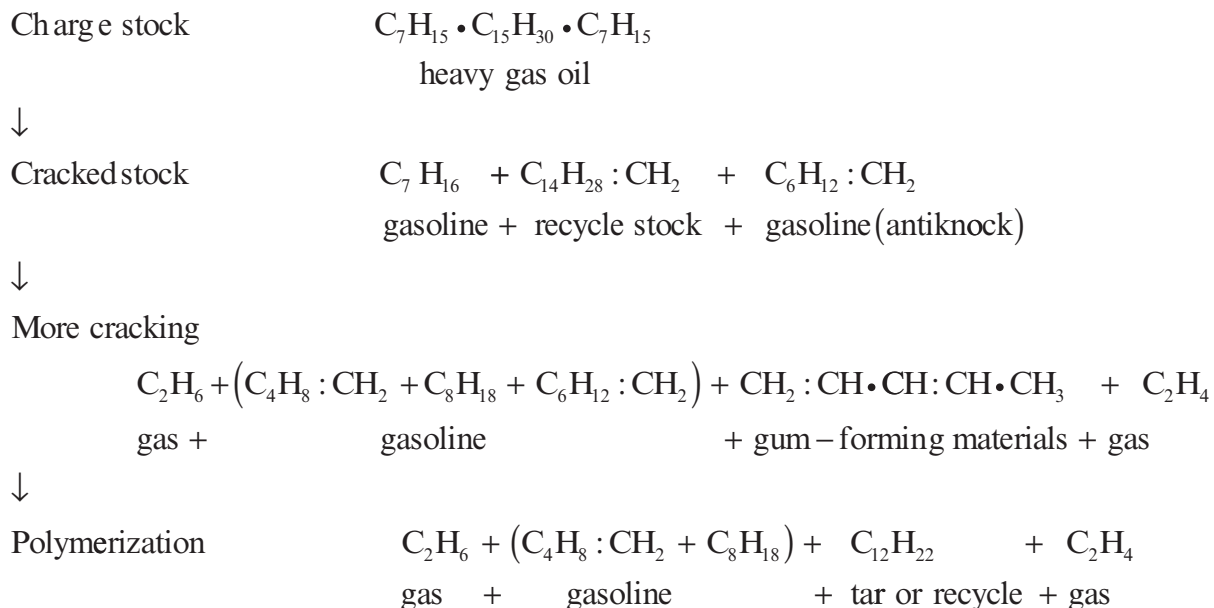 Charge stock C₇H₁₅•C₁₅H₃₀•C₇H₁₅
heavy gas oil
↓
Cracked stock C₇H₁₆ + C₁₄H₂₈:CH₂ + C₆H₁₂:CH₂
gasoline + recycle stock + gasoline(antiknock)
↓
More cracking
C₂H₆ + (C₄H₈:CH₂ + C₈H₁₈ + C₆H₁₂:CH₂) + CH₂:CH•CH:CH•CH₃ + C₂H₄
gas + gasoline + gum–forming materials + gas
↓
Polymerization C₂H₆ + (C₄H₈:CH₂ + C₈H₁₈) + C₁₂H₂₂ + C₂H₄
gas + gasoline + tar or recycle + gas